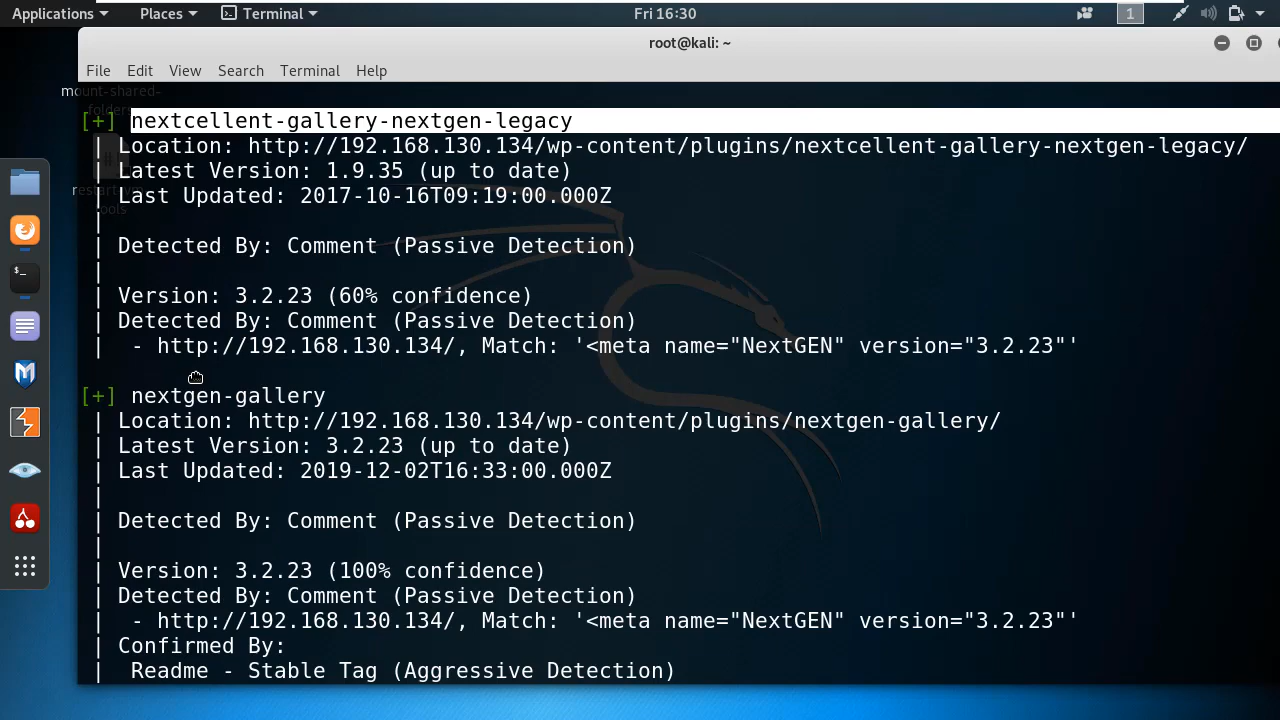 Applications Places Terminal Fri 16:30 1
root@kali: ~
File Edit View Search Terminal Help
mount-shared-
folders
[+] nextcellent-gallery-nextgen-legacy
| Location: http://192.168.130.134/wp-content/plugins/nextcellent-gallery-nextgen-legacy/
| Latest Version: 1.9.35 (up to date)
| Last Updated: 2017-10-16T09:19:00.000Z
|
| Detected By: Comment (Passive Detection)
|
| Version: 3.2.23 (60% confidence)
| Detected By: Comment (Passive Detection)
|  - http://192.168.130.134/, Match: '<meta name="NextGEN" version="3.2.23"'
[+] nextgen-gallery
| Location: http://192.168.130.134/wp-content/plugins/nextgen-gallery/
| Latest Version: 3.2.23 (up to date)
| Last Updated: 2019-12-02T16:33:00.000Z
|
| Detected By: Comment (Passive Detection)
|
| Version: 3.2.23 (100% confidence)
| Detected By: Comment (Passive Detection)
|  - http://192.168.130.134/, Match: '<meta name="NextGEN" version="3.2.23"'
| Confirmed By:
|  Readme - Stable Tag (Aggressive Detection)